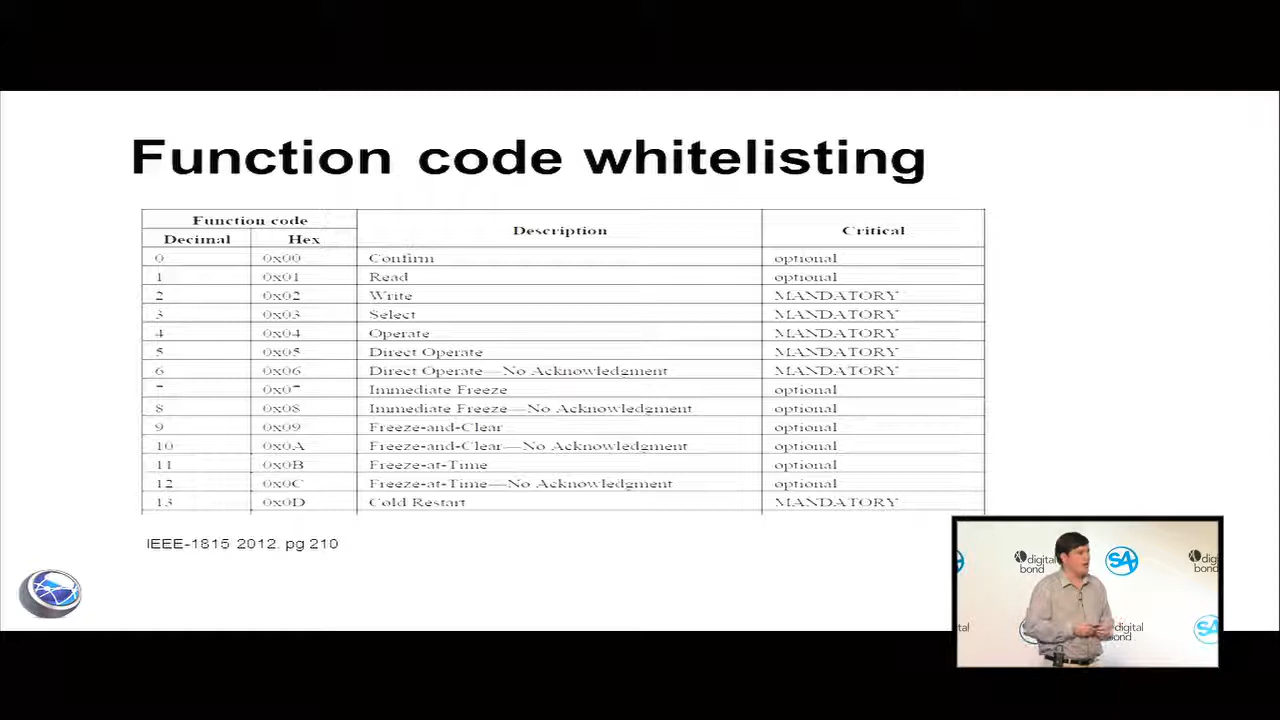 Function code whitelisting
Function code
Decimal Hex Description Critical
0 0x00 Confirm optional
1 0x01 Read optional
2 0x02 Write MANDATORY
3 0x03 Select MANDATORY
4 0x04 Operate MANDATORY
5 0x05 Direct Operate MANDATORY
6 0x06 Direct Operate—No Acknowledgment MANDATORY
7 0x07 Immediate Freeze optional
8 0x08 Immediate Freeze—No Acknowledgment optional
9 0x09 Freeze-and-Clear optional
10 0x0A Freeze-and-Clear—No Acknowledgment optional
11 0x0B Freeze-at-Time optional
12 0x0C Freeze-at-Time—No Acknowledgment optional
13 0x0D Cold Restart MANDATORY
IEEE-1815 2012. pg 210
digital bond
S4
digi bond
tal
digital bond
S4